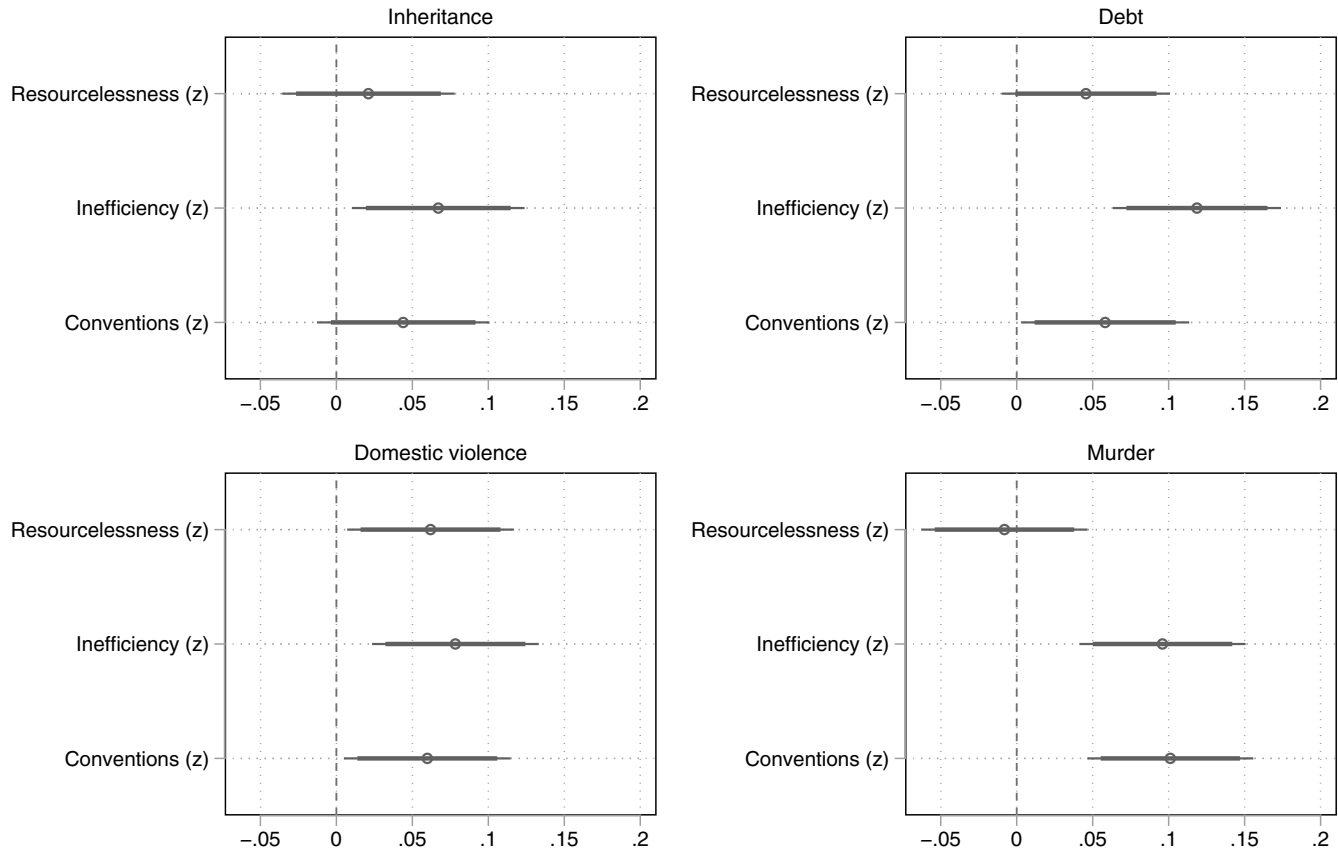 Inheritance
Resourcelessness (z)
Inefficiency (z)
Conventions (z)
−.05 0 .05 .1 .15 .2
Debt
Resourcelessness (z)
Inefficiency (z)
Conventions (z)
−.05 0 .05 .1 .15 .2
Domestic violence
Resourcelessness (z)
Inefficiency (z)
Conventions (z)
−.05 0 .05 .1 .15 .2
Murder
Resourcelessness (z)
Inefficiency (z)
Conventions (z)
−.05 0 .05 .1 .15 .2